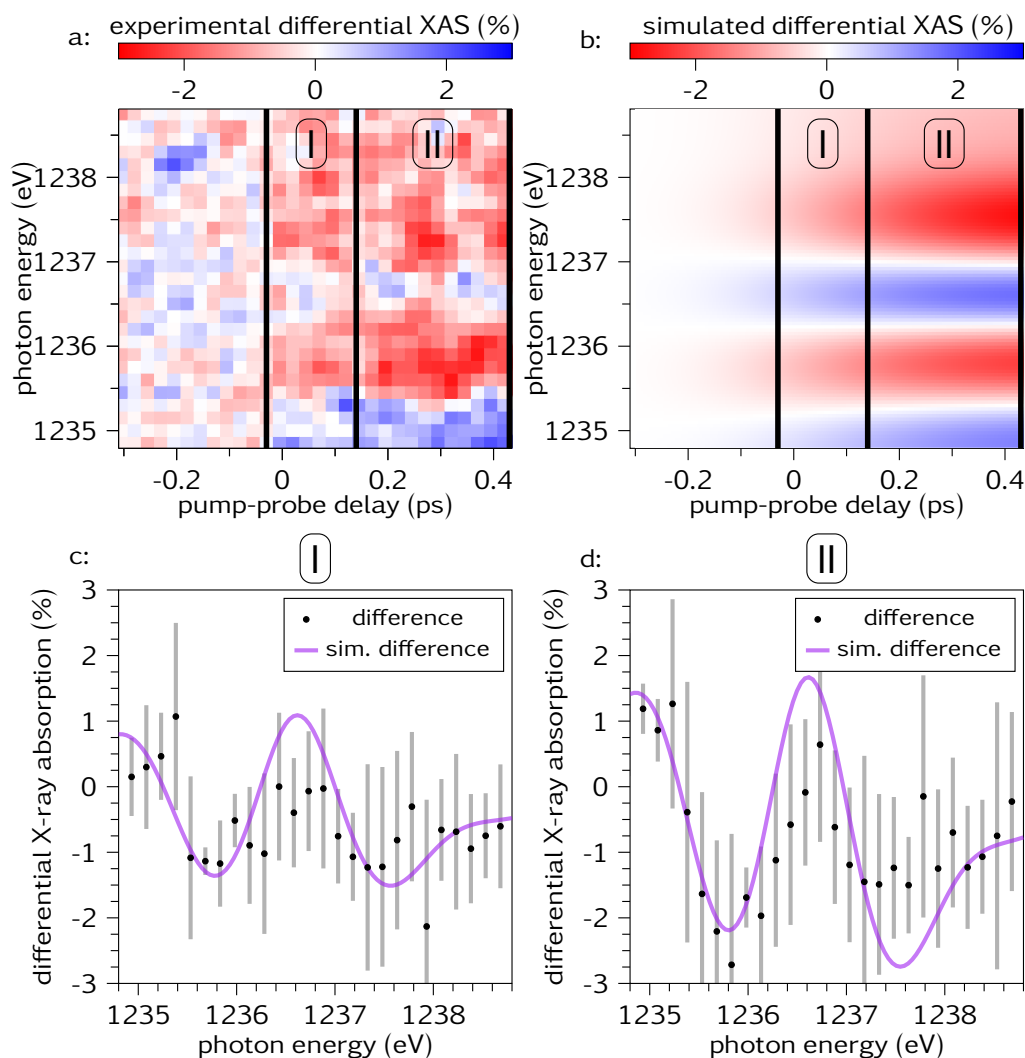 a: experimental differential XAS (%)
-2 0 2
I II
1238
1237
1236
1235
photon energy (eV)
-0.2 0 0.2 0.4
pump-probe delay (ps)
b: simulated differential XAS (%)
-2 0 2
I II
1238
1237
1236
1235
photon energy (eV)
-0.2 0 0.2 0.4
pump-probe delay (ps)
c: I
3
2
1
0
-1
-2
-3
differential X-ray absorption (%)
difference
sim. difference
1235 1236 1237 1238
photon energy (eV)
d: II
3
2
1
0
-1
-2
-3
differential X-ray absorption (%)
difference
sim. difference
1235 1236 1237 1238
photon energy (eV)